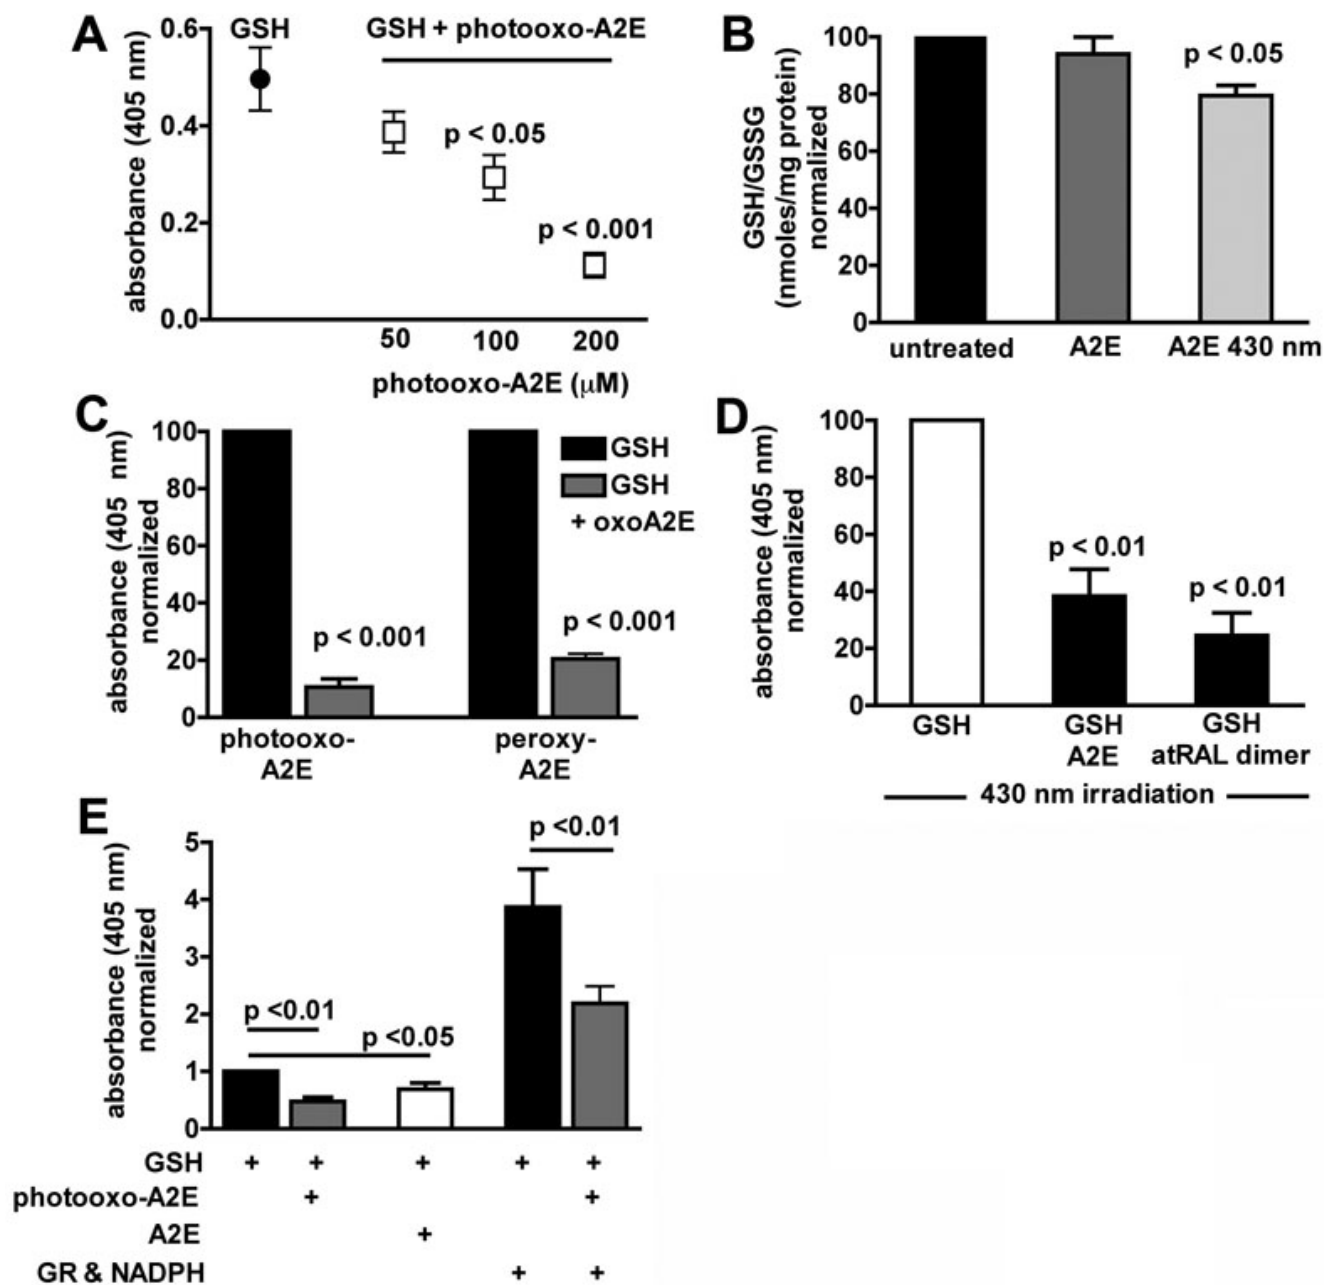 A
GSH
GSH + photooxo-A2E
absorbance (405 nm)
0.6
0.4
0.2
0.0
p < 0.05
p < 0.001
50
100
200
photooxo-A2E (μM)
B
GSH/GSSG
(nmoles/mg protein)
normalized
100
80
60
40
20
0
p < 0.05
untreated
A2E
A2E 430 nm
C
absorbance (405 nm)
normalized
100
80
60
40
20
0
GSH
GSH
+ oxoA2E
p < 0.001
p < 0.001
photooxo-
A2E
peroxy-
A2E
D
absorbance (405 nm)
normalized
100
80
60
40
20
0
p < 0.01
p < 0.01
GSH
GSH
A2E
GSH
atRAL dimer
430 nm irradiation
E
absorbance (405 nm)
normalized
5
4
3
2
1
0
p <0.01
p <0.05
p <0.01
GSH + + + + +
photooxo-A2E + +
A2E +
GR & NADPH + +